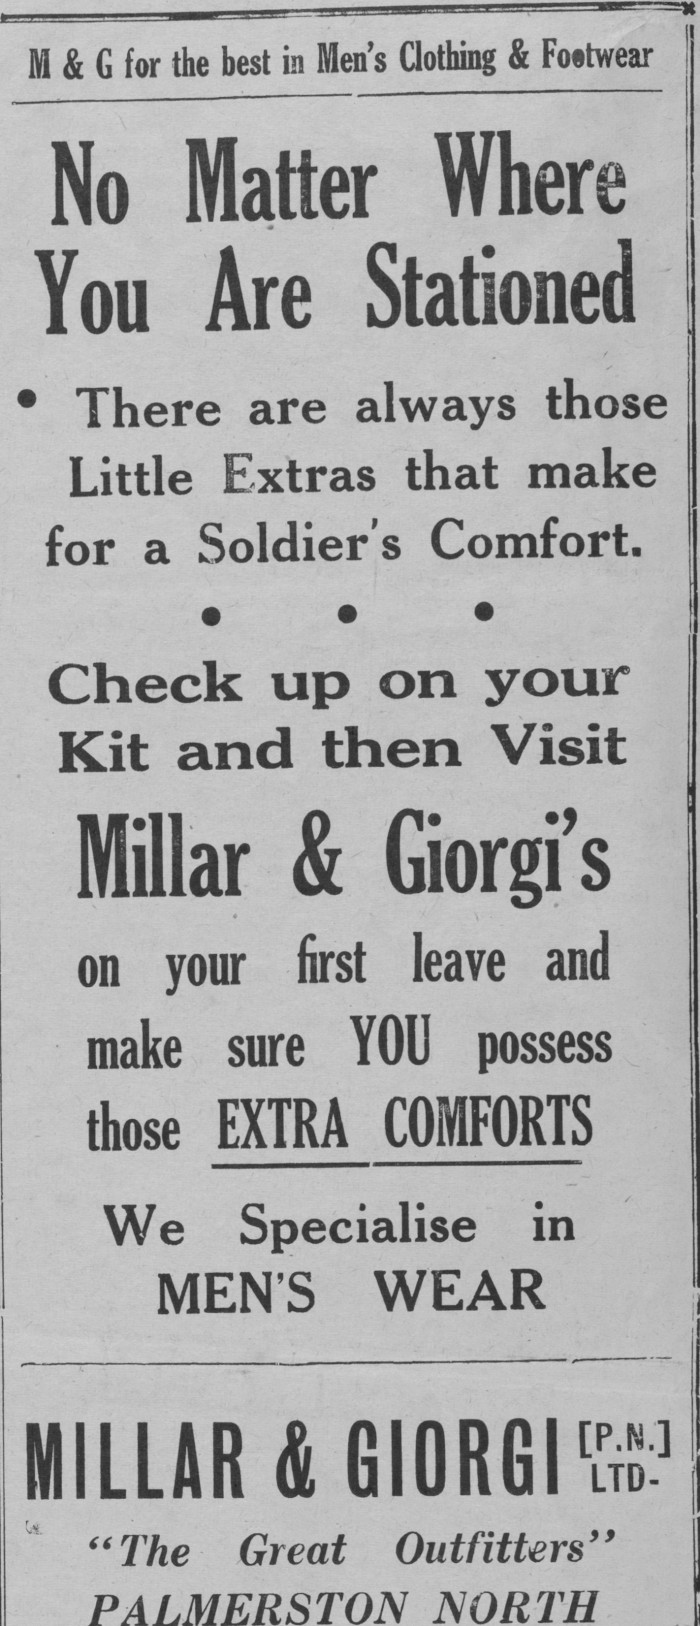 M & G for the best in Men's Clothing & Footwear
No Matter Where
You Are Stationed
• There are always those
Little Extras that make
for a Soldier's Comfort.
• • •
Check up on your
Kit and then Visit
Millar & Giorgi's
on your first leave and
make sure YOU possess
those EXTRA COMFORTS
We Specialise in
MEN'S WEAR
MILLAR & GIORGI [P.N.]
LTD-
"The Great Outfitters"
PALMERSTON NORTH